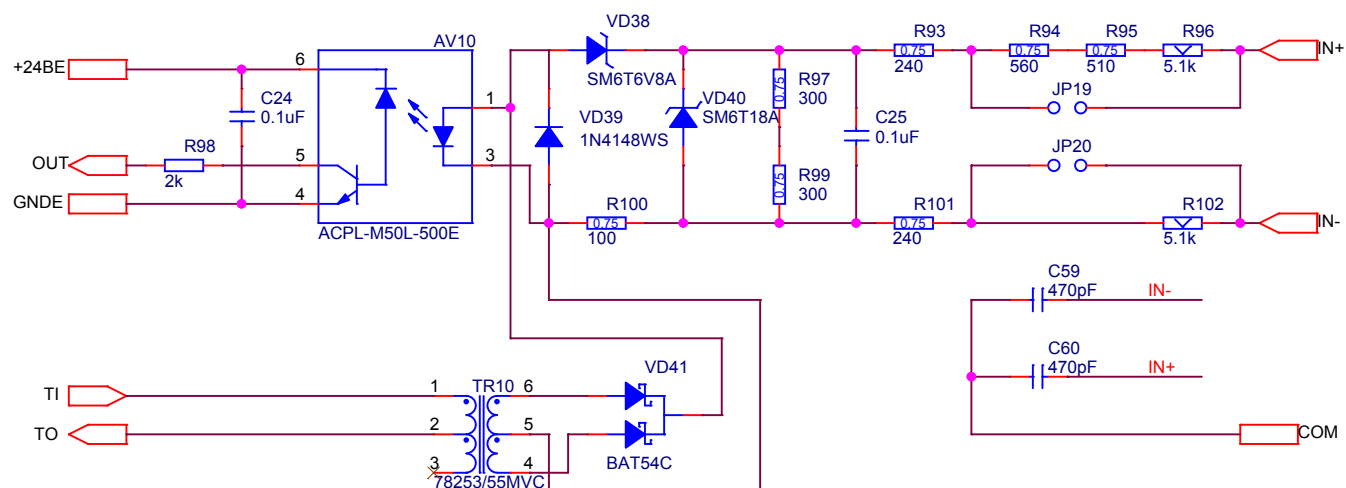 VD38
SM6T6V8A
AV10
+24BE
6
C24
0.1uF
OUT
R98
2k
5
GNDE
4
1
3
ACPL-M50L-500E
VD39
1N4148WS
VD40
SM6T18A
R97
0.75
300
R99
0.75
300
C25
0.1uF
R93
0.75
240
R94
0.75
560
R95
0.75
510
R96
5.1k
IN+
JP19
JP20
R100
0.75
100
R101
0.75
240
R102
5.1k
IN-
C59
470pF
IN-
C60
470pF
IN+
COM
TI
TO
1
2
3
TR10
6
5
4
78253/55MVC
VD41
BAT54C